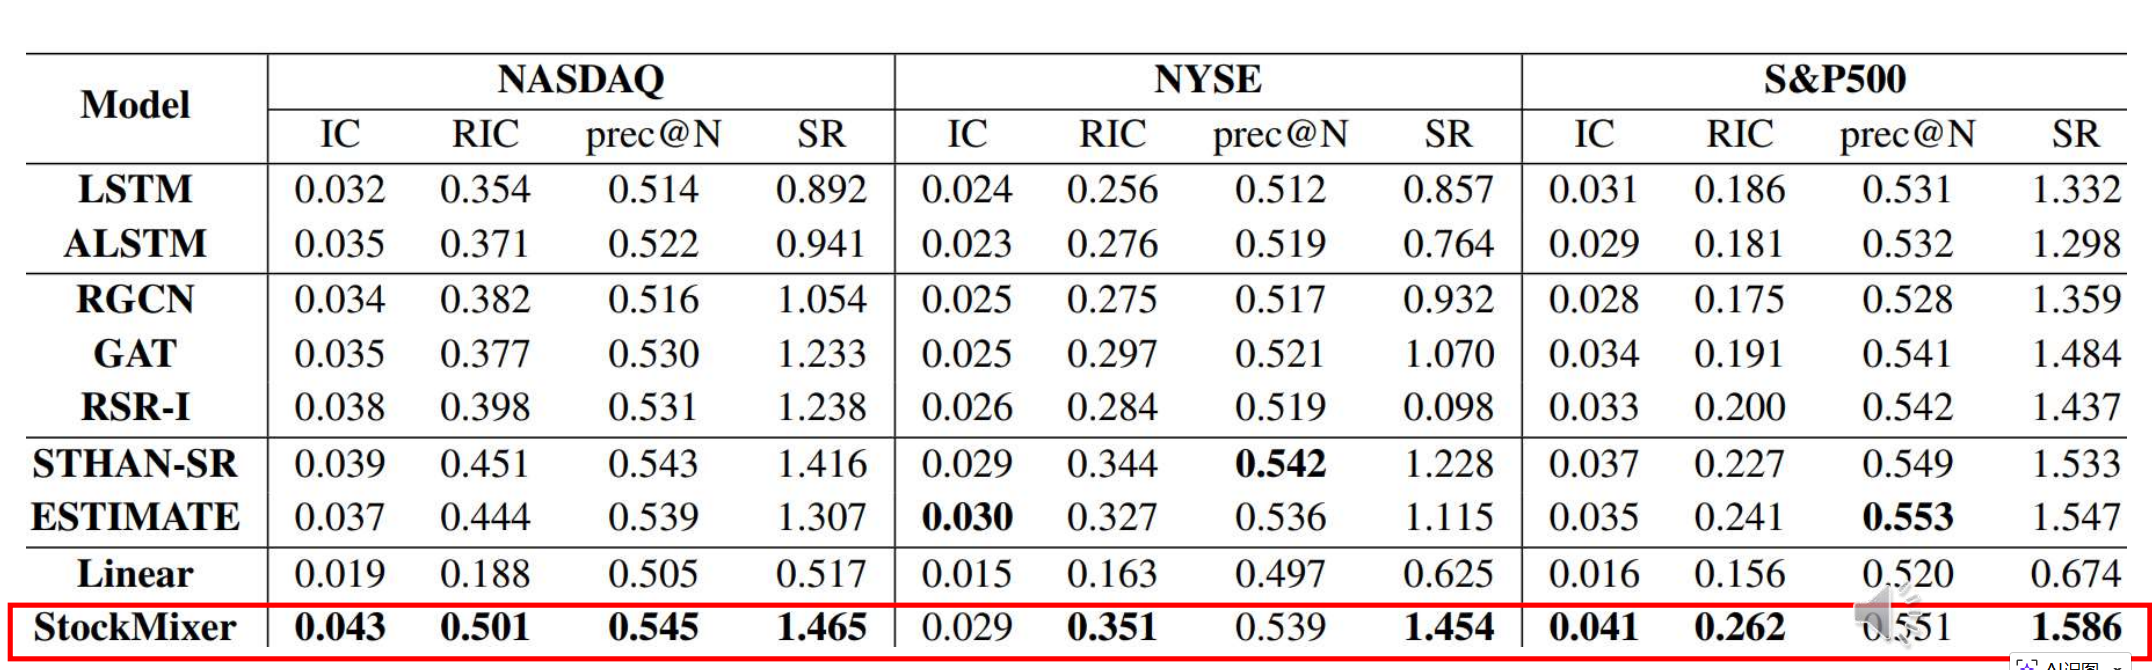 Model NASDAQ NYSE S&P500
IC RIC prec@N SR IC RIC prec@N SR IC RIC prec@N SR
LSTM 0.032 0.354 0.514 0.892 0.024 0.256 0.512 0.857 0.031 0.186 0.531 1.332
ALSTM 0.035 0.371 0.522 0.941 0.023 0.276 0.519 0.764 0.029 0.181 0.532 1.298
RGCN 0.034 0.382 0.516 1.054 0.025 0.275 0.517 0.932 0.028 0.175 0.528 1.359
GAT 0.035 0.377 0.530 1.233 0.025 0.297 0.521 1.070 0.034 0.191 0.541 1.484
RSR-I 0.038 0.398 0.531 1.238 0.026 0.284 0.519 0.098 0.033 0.200 0.542 1.437
STHAN-SR 0.039 0.451 0.543 1.416 0.029 0.344 0.542 1.228 0.037 0.227 0.549 1.533
ESTIMATE 0.037 0.444 0.539 1.307 0.030 0.327 0.536 1.115 0.035 0.241 0.553 1.547
Linear 0.019 0.188 0.505 0.517 0.015 0.163 0.497 0.625 0.016 0.156 0.520 0.674
StockMixer 0.043 0.501 0.545 1.465 0.029 0.351 0.539 1.454 0.041 0.262 0.551 1.586
AI识图